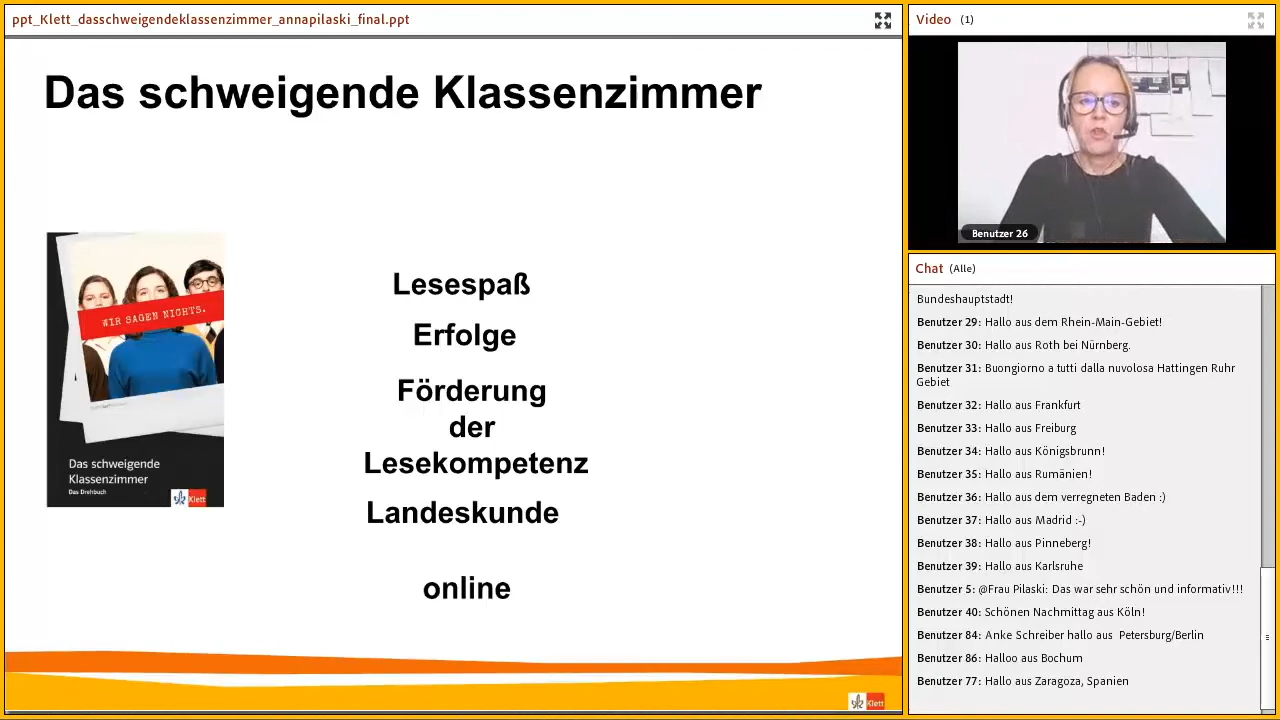 ppt_Klett_dasschweigendeklassenzimmer_annapilaski_final.ppt
Das schweigende Klassenzimmer
WIR SAGEN NICHTS.
Das schweigende
Klassenzimmer
Das Drehbuch
Klett
Lesespaß
Erfolge
Förderung
der
Lesekompetenz
Landeskunde
online
Klett
Video (1)
Benutzer 26
Chat (Alle)
Bundeshauptstadt!
Benutzer 29: Hallo aus dem Rhein-Main-Gebiet!
Benutzer 30: Hallo aus Roth bei Nürnberg.
Benutzer 31: Buongiorno a tutti dalla nuvolosa Hattingen Ruhr
Gebiet
Benutzer 32: Hallo aus Frankfurt
Benutzer 33: Hallo aus Freiburg
Benutzer 34: Hallo aus Königsbrunn!
Benutzer 35: Hallo aus Rumänien!
Benutzer 36: Hallo aus dem verregneten Baden :)
Benutzer 37: Hallo aus Madrid :-)
Benutzer 38: Hallo aus Pinneberg!
Benutzer 39: Hallo aus Karlsruhe
Benutzer 5: @Frau Pilaski: Das war sehr schön und informativ!!!
Benutzer 40: Schönen Nachmittag aus Köln!
Benutzer 84: Anke Schreiber hallo aus  Petersburg/Berlin
Benutzer 86: Halloo aus Bochum
Benutzer 77: Hallo aus Zaragoza, Spanien